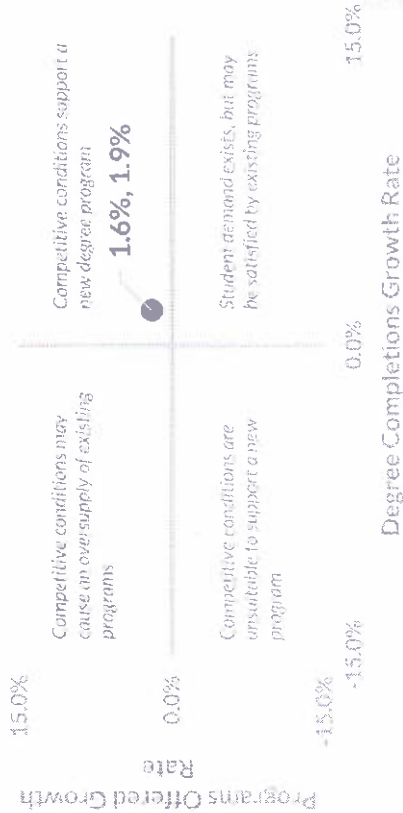 Programs Offered Growth
Rate
15.0%
0.0%
-15.0%
Competitive conditions may
cause an oversupply of existing
programs
Competitive conditions support a
new degree program
1.6%, 1.9%
Competitive conditions are
unsuitable to support a new
program
Student demand exists, but may
be satisfied by existing programs
-15.0%
0.0%
15.0%
Degree Completions Growth Rate